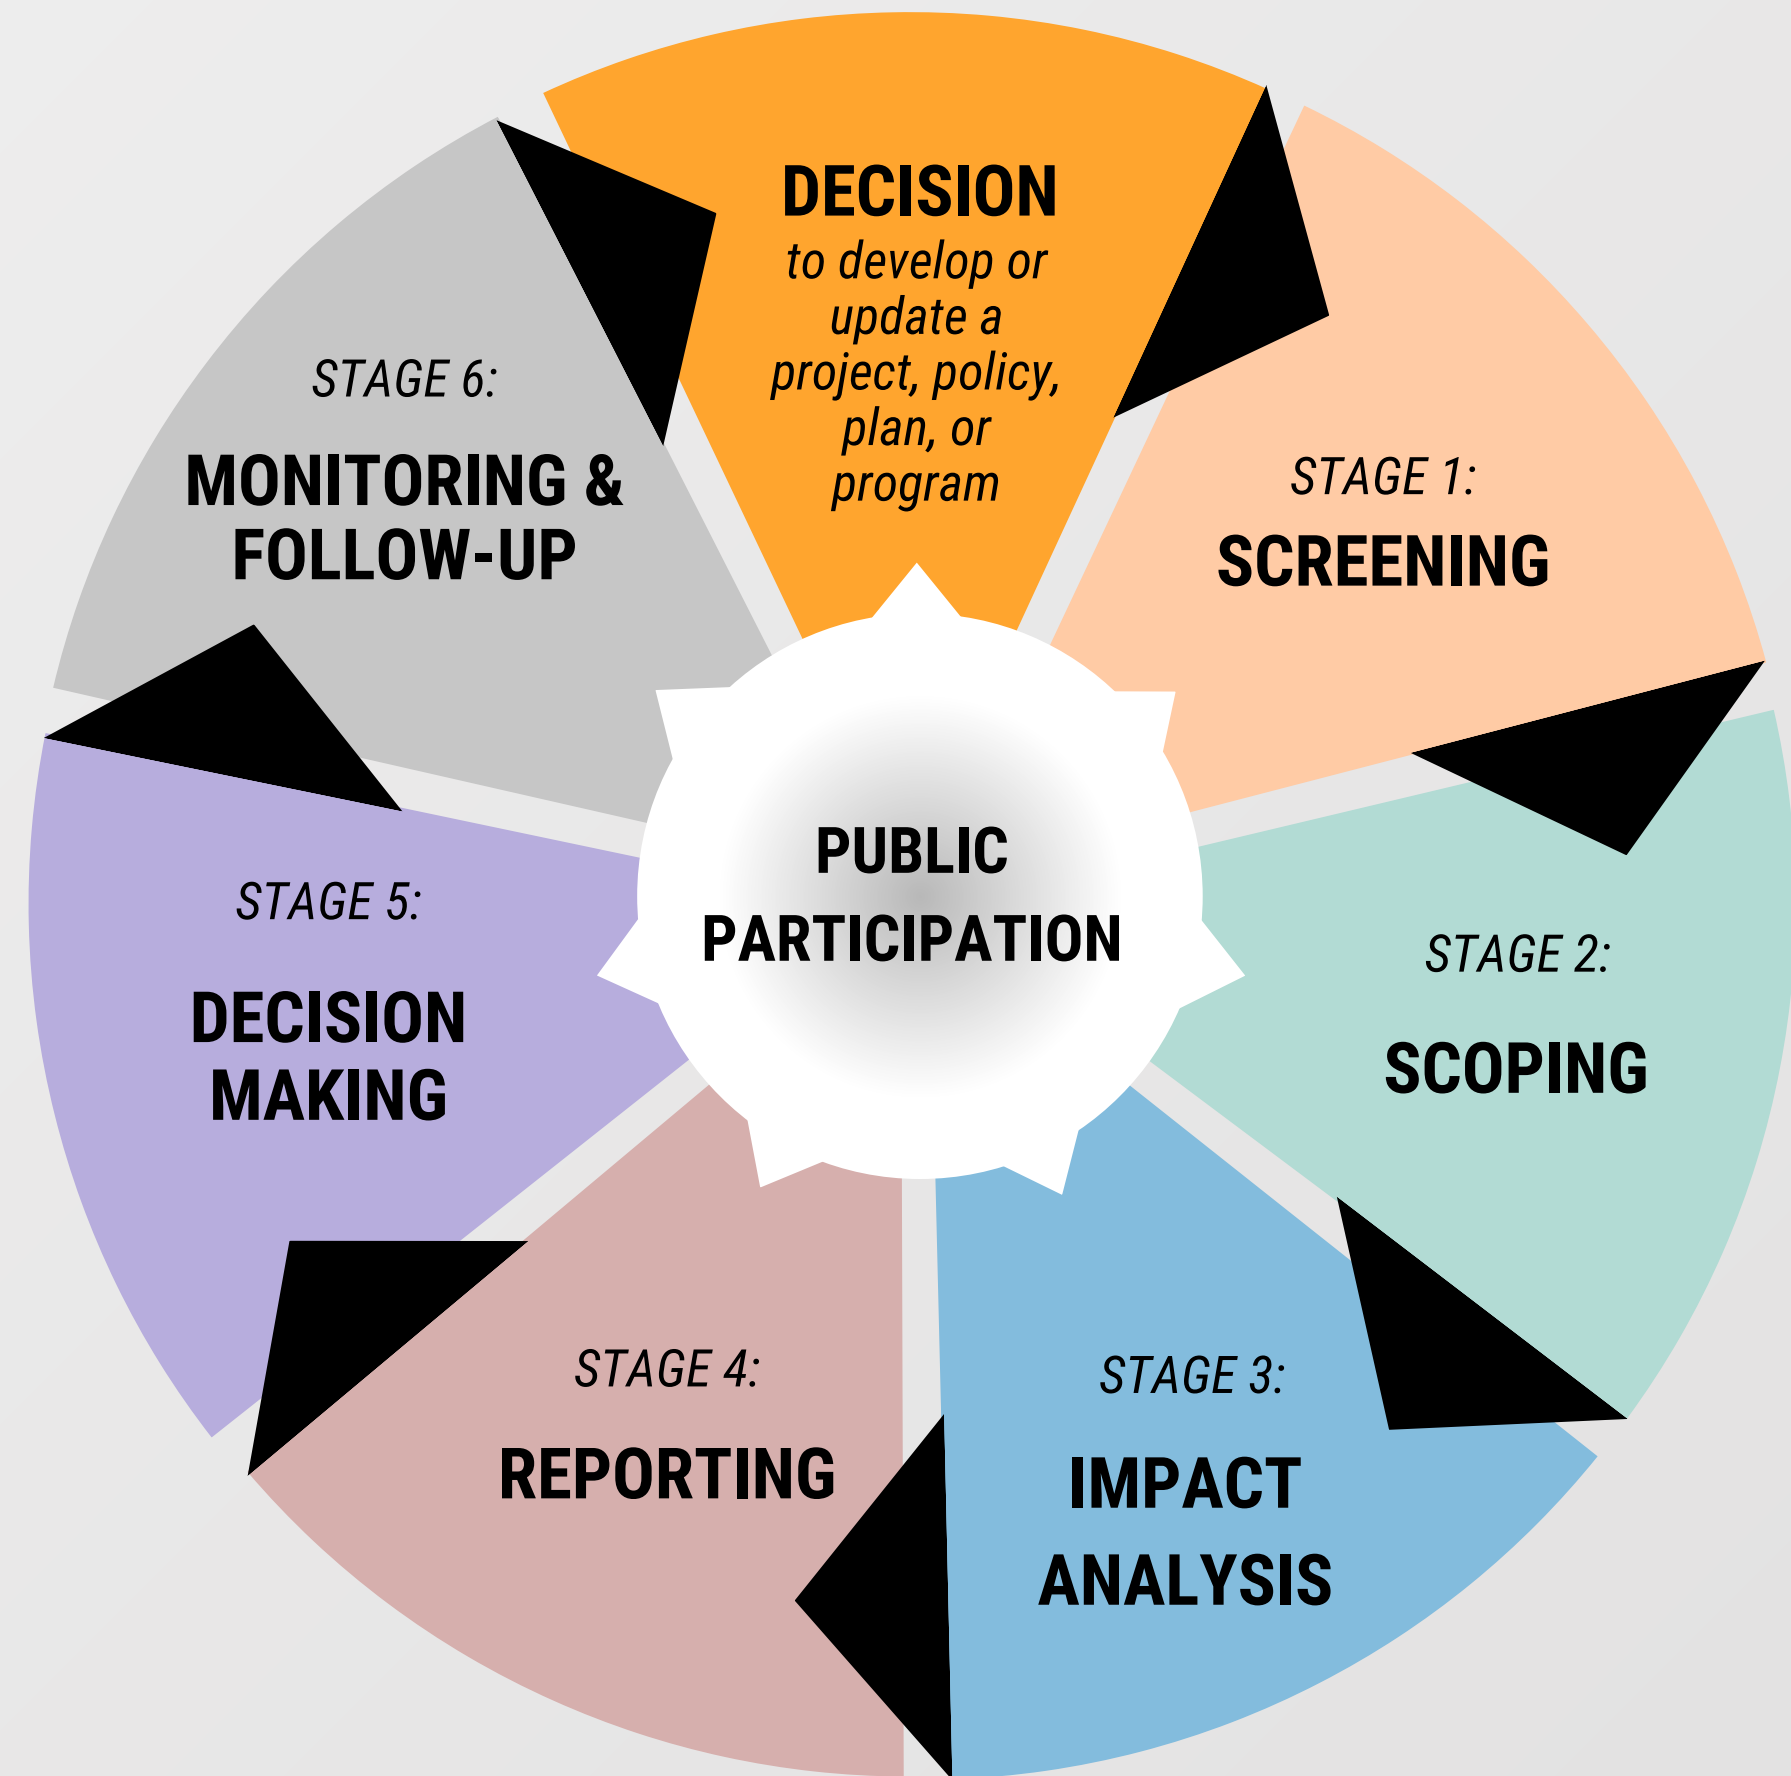 DECISION
to develop or
update a
project, policy,
plan, or
program
STAGE 1:
SCREENING
STAGE 2:
SCOPING
STAGE 3:
IMPACT
ANALYSIS
STAGE 4:
REPORTING
STAGE 5:
DECISION
MAKING
STAGE 6:
MONITORING &
FOLLOW-UP
PUBLIC
PARTICIPATION